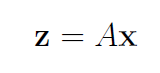 z = Ax